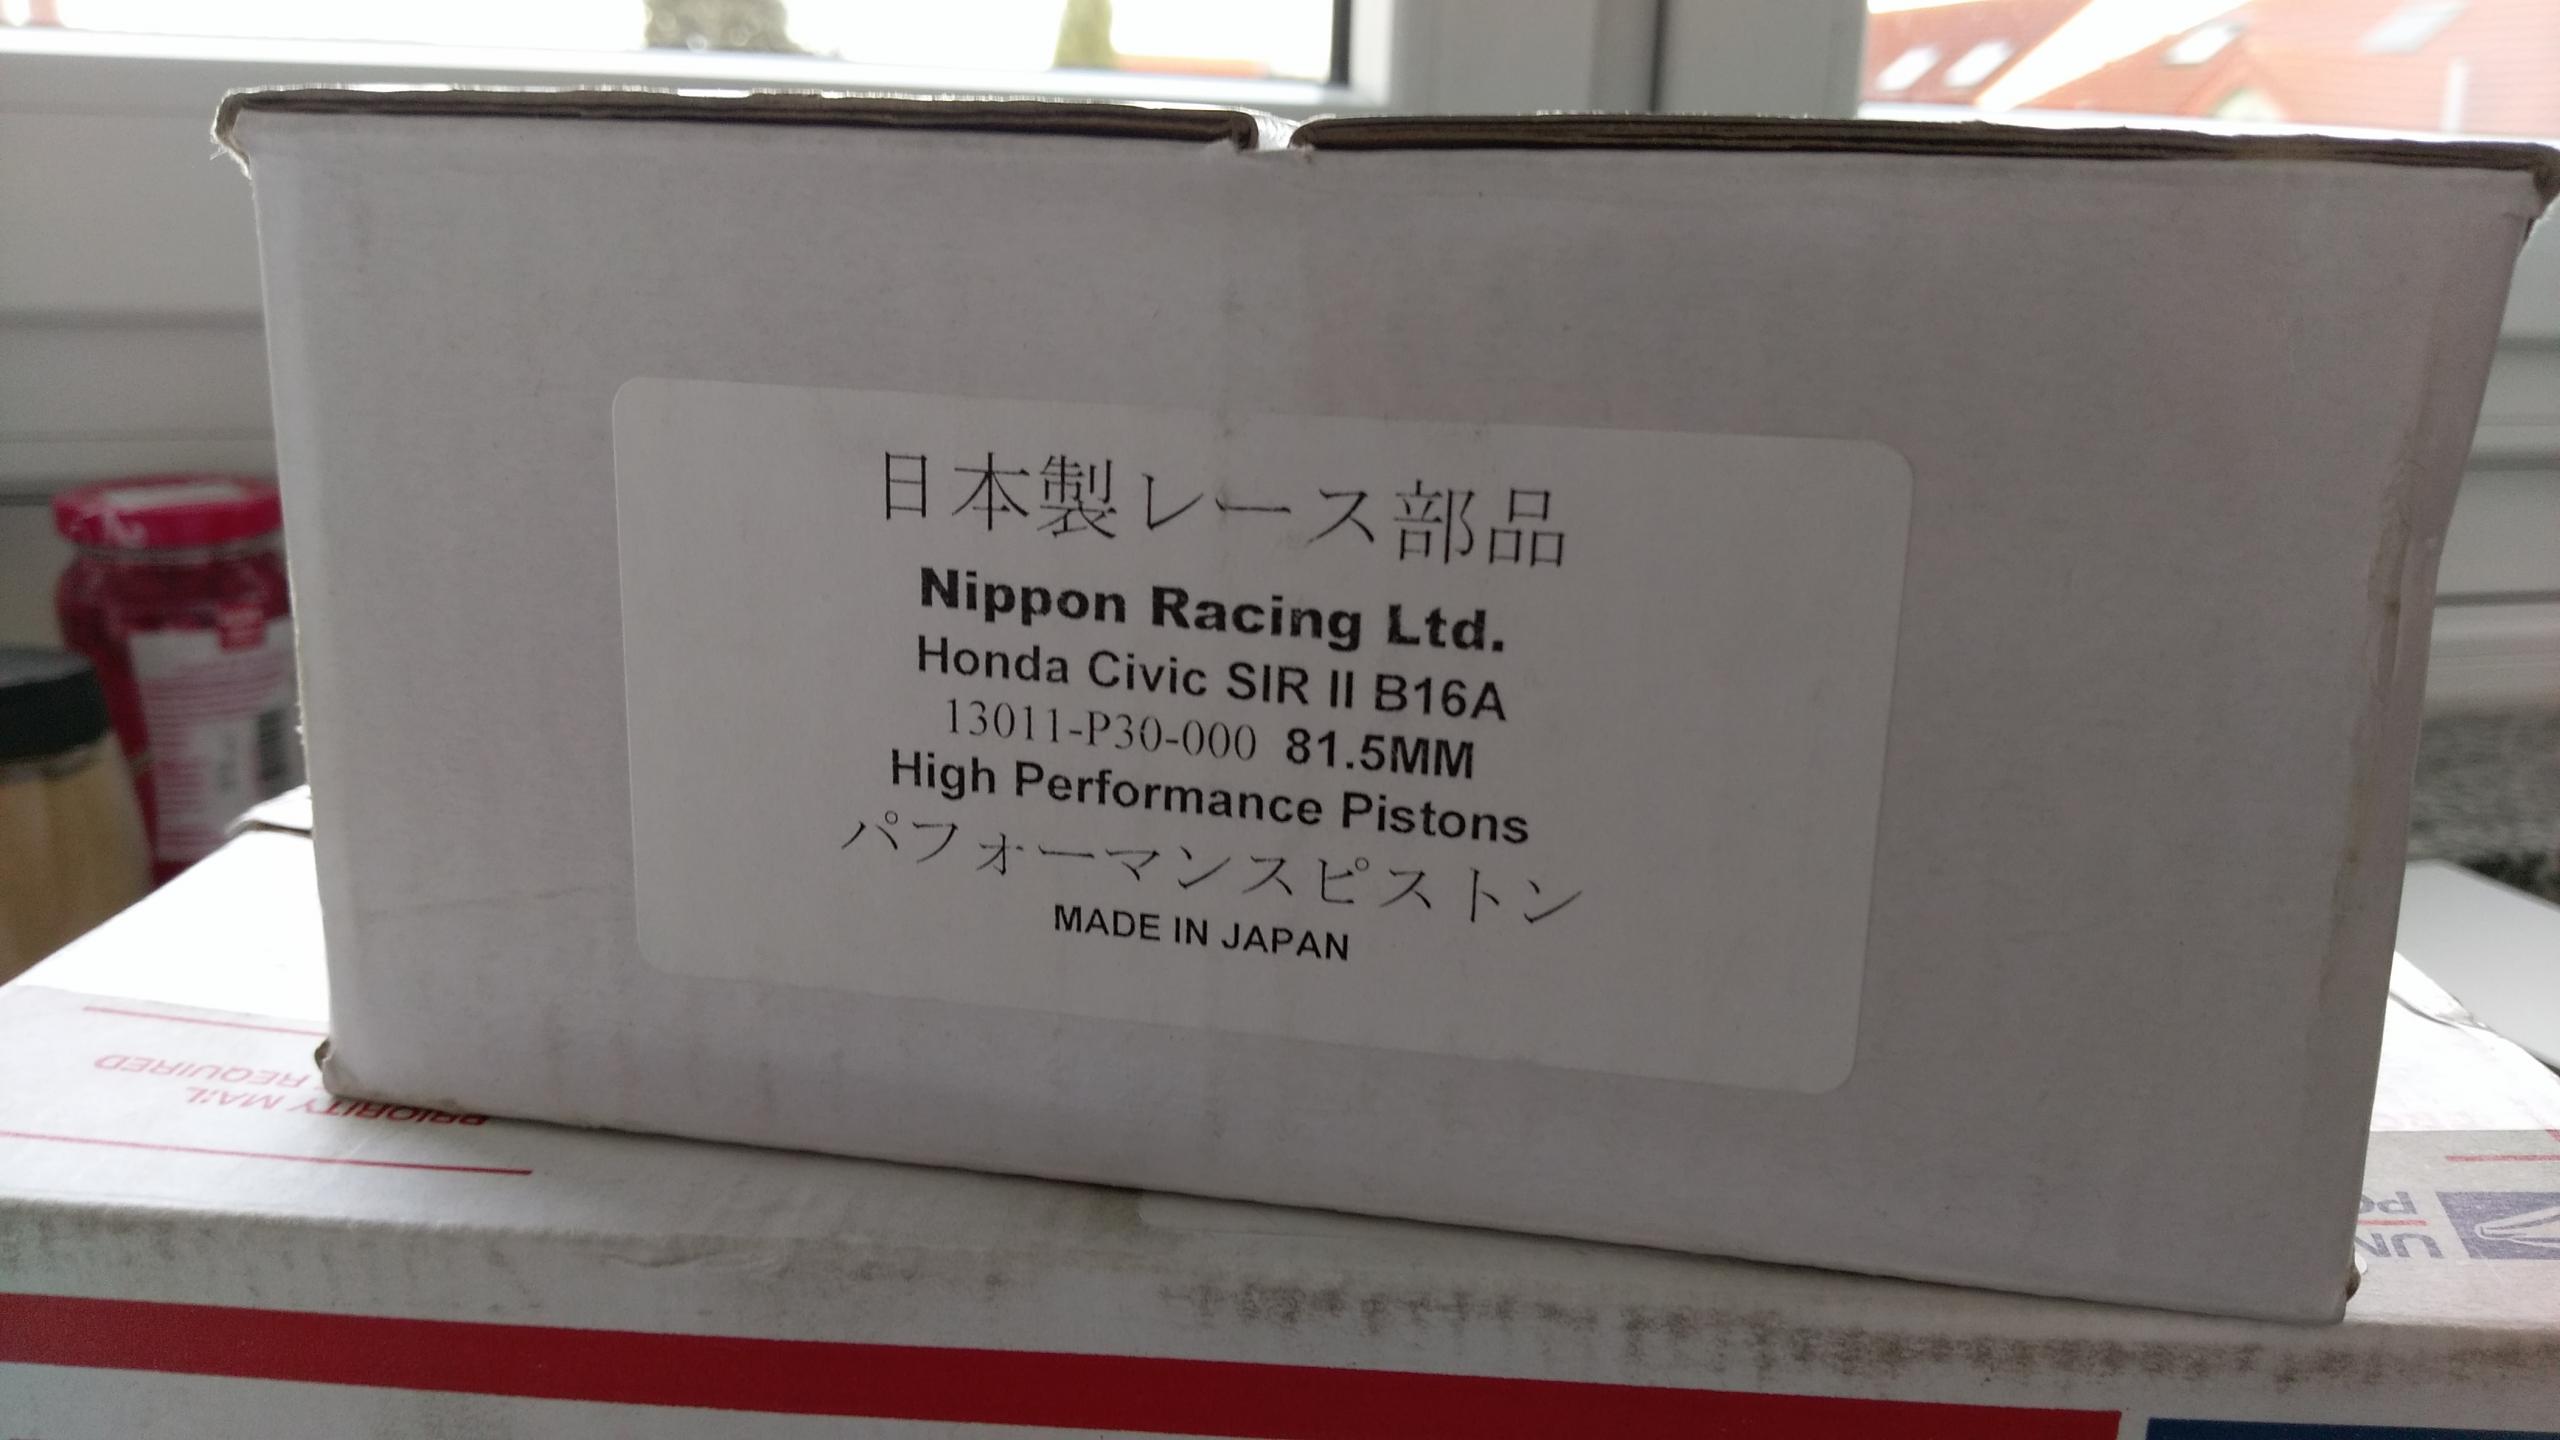 日本製レース部品
Nippon Racing Ltd.
Honda Civic SIR II B16A
13011-P30-000 81.5MM
High Performance Pistons
パフォーマンスピストン
MADE IN JAPAN
PRIORITY MAIL
REQUIRED